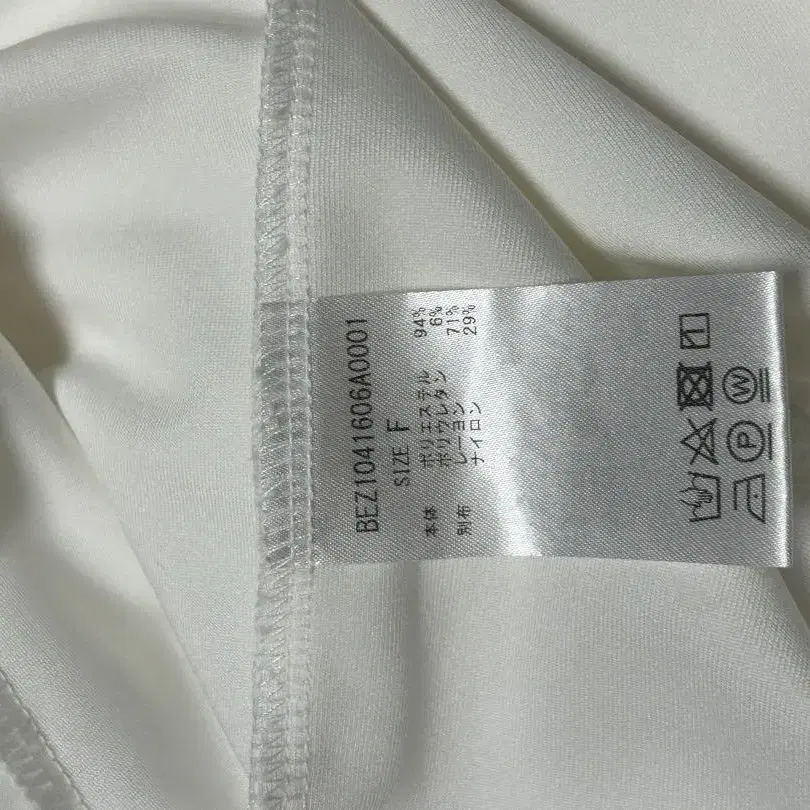 BEZ1041606A0001
SIZE F
本体 ポリエステル 94%
ポリウレタン 6%
別布 レーヨン 71%
ナイロン 29%
P W